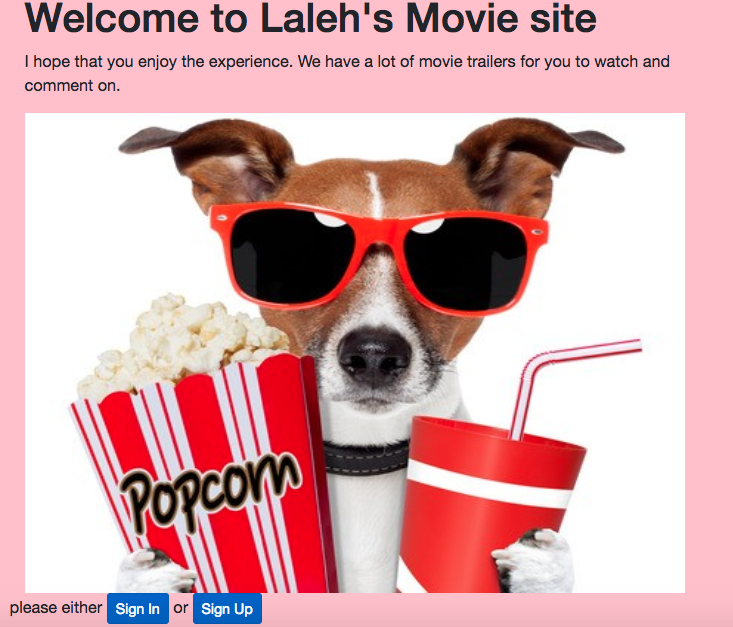 Welcome to Laleh's Movie site
I hope that you enjoy the experience. We have a lot of movie trailers for you to watch and
comment on.
Popcorn
please either Sign In or Sign Up